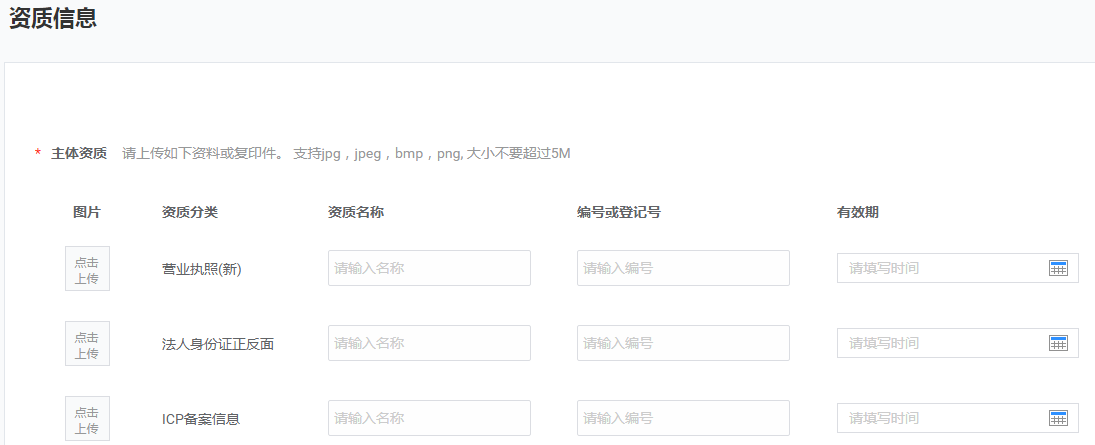 资质信息
* 主体资质 请上传如下资料或复印件。 支持jpg，jpeg，bmp，png, 大小不要超过5M
图片 资质分类 资质名称 编号或登记号 有效期
点击
上传
营业执照(新) 请输入名称 请输入编号 请填写时间
点击
上传
法人身份证正反面 请输入名称 请输入编号 请填写时间
点击
上传
ICP备案信息 请输入名称 请输入编号 请填写时间